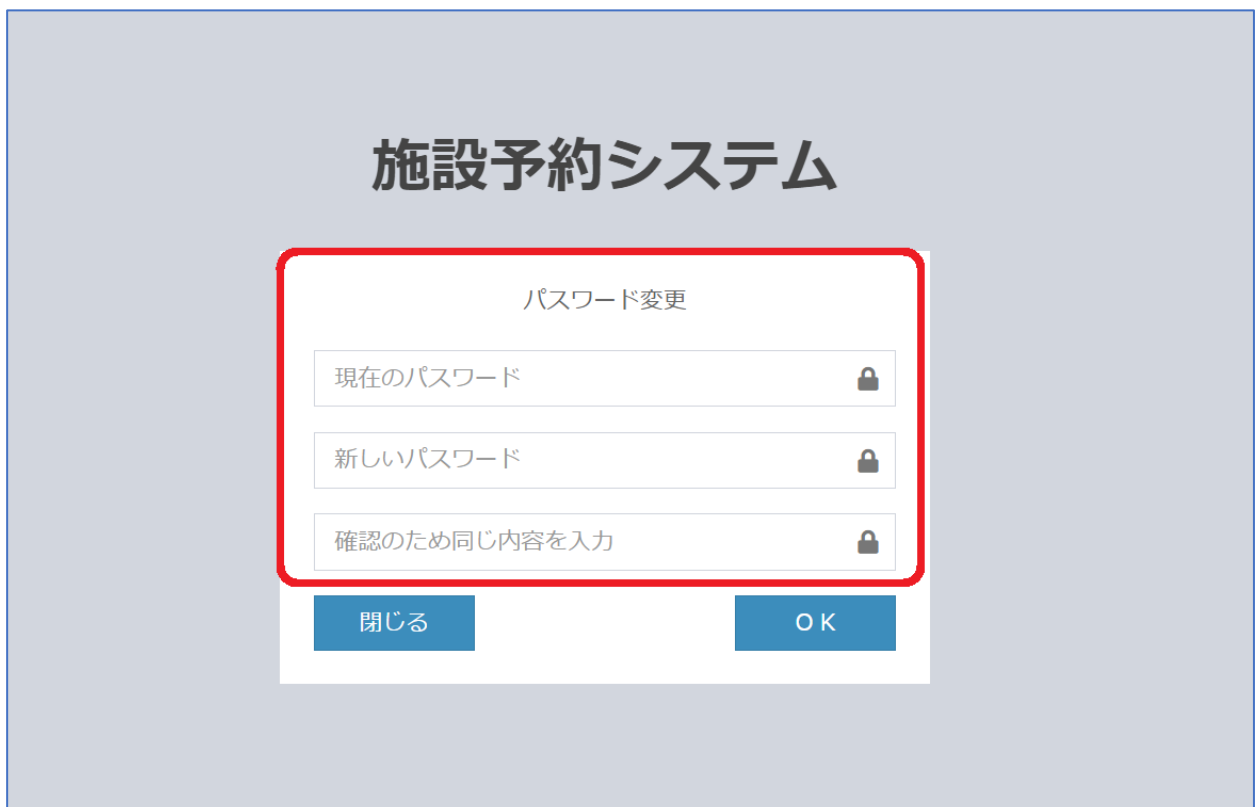 施設予約システム
パスワード変更
現在のパスワード
新しいパスワード
確認のため同じ内容を入力
閉じる
ＯＫ